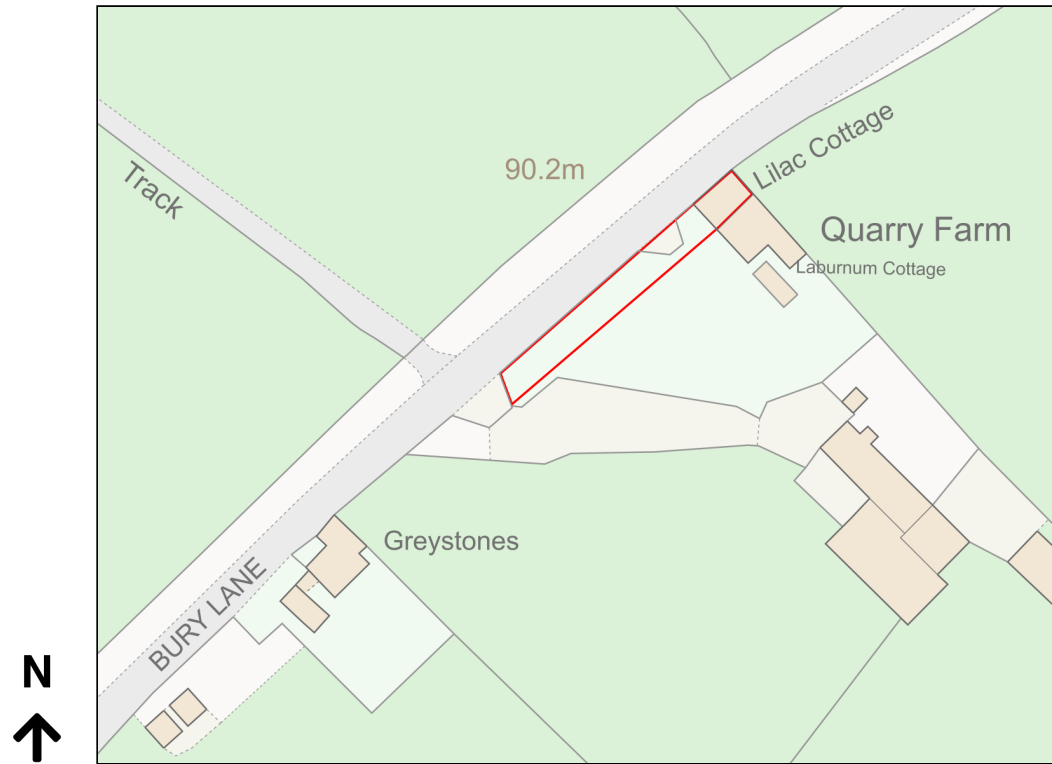 Lilac Cottage
90.2m
Track
Quarry Farm
Laburnum Cottage
Greystones
BURY LANE
N